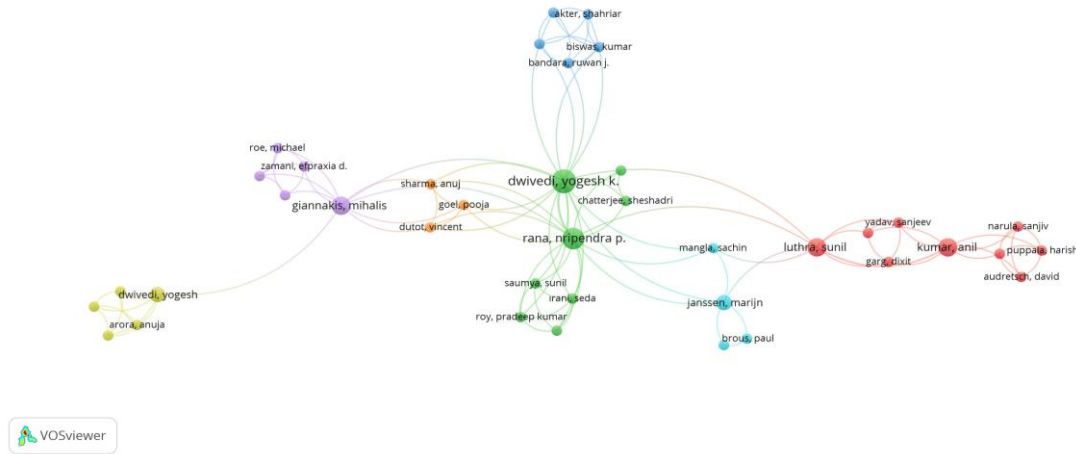 akter, shahriar
biswas, kumar
bandara, ruwan j.
roe, michael
zamani, efpraxia d.
giannakis, mihalis
sharma, anuj
goel, pooja
dutot, vincent
dwivedi, yogesh k.
chatterjee, sheshadri
rana, nripendra p.
mangla, sachin
luthra, sunil
yadav, sanjeev
garg, dixit
kumar, anil
narula, sanjiv
puppala, harish
audretsch, david
saumya, sunil
irani, seda
roy, pradeep kumar
janssen, marijn
brous, paul
dwivedi, yogesh
arora, anuja
VOSviewer